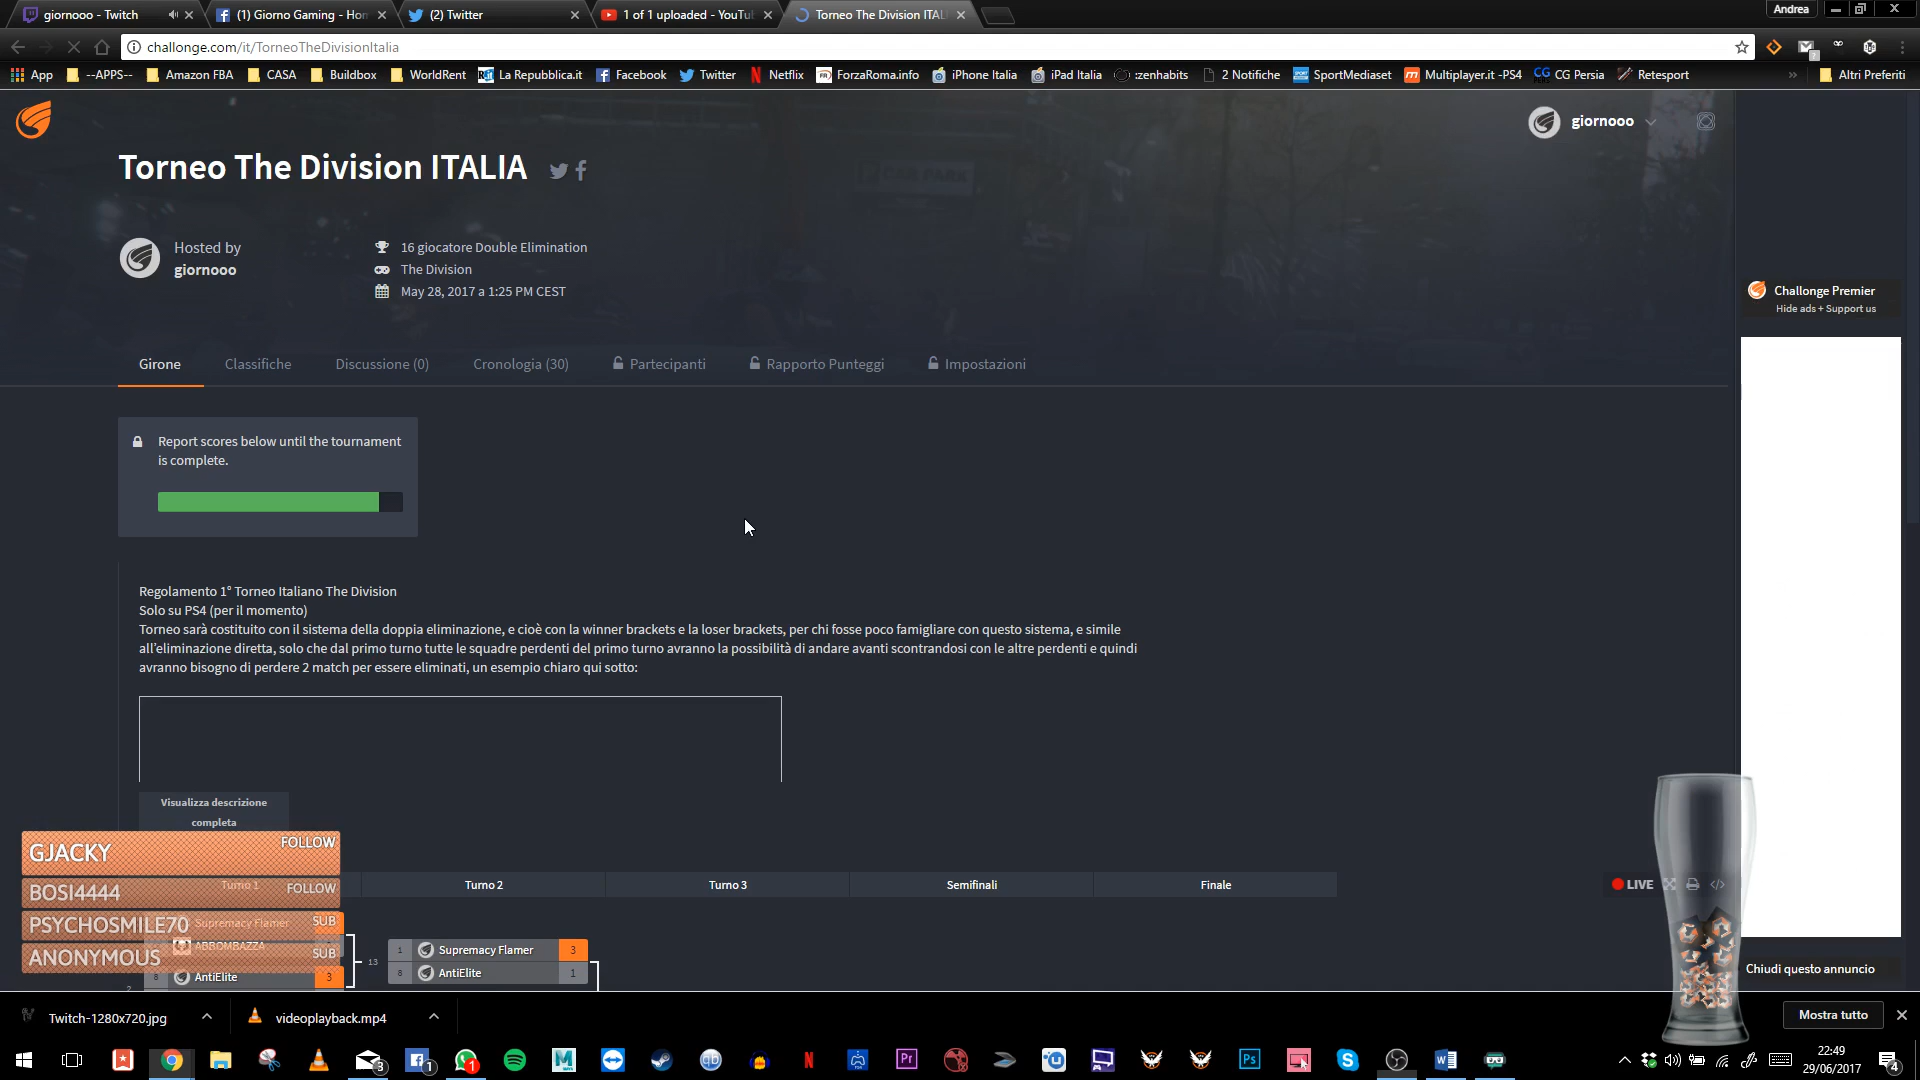 giornooo - Twitch
(1) Giorno Gaming - Hom
(2) Twitter
1 of 1 uploaded - YouTu
Torneo The Division ITAL
Andrea
challonge.com/it/TorneoTheDivisionItalia
App
--APPS--
Amazon FBA
CASA
Buildbox
WorldRent
La Repubblica.it
Facebook
Twitter
Netflix
ForzaRoma.info
iPhone Italia
iPad Italia
:zenhabits
2 Notifiche
SportMediaset
Multiplayer.it -PS4
CG Persia
Retesport
»
Altri Preferiti
giornooo
Torneo The Division ITALIA
Hosted by
giornooo
16 giocatore Double Elimination
The Division
May 28, 2017 a 1:25 PM CEST
Challonge Premier
Hide ads + Support us
Girone
Classifiche
Discussione (0)
Cronologia (30)
Partecipanti
Rapporto Punteggi
Impostazioni
Report scores below until the tournament
is complete.
Regolamento 1° Torneo Italiano The Division
Solo su PS4 (per il momento)
Torneo sarà costituito con il sistema della doppia eliminazione, e cioè con la winner brackets e la loser brackets, per chi fosse poco famigliare con questo sistema, e simile
all'eliminazione diretta, solo che dal primo turno tutte le squadre perdenti del primo turno avranno la possibilità di andare avanti scontrandosi con le altre perdenti e quindi
avranno bisogno di perdere 2 match per essere eliminati, un esempio chiaro qui sotto:
Visualizza descrizione
completa
GJACKY
FOLLOW
BOSI4444
FOLLOW
PSYCHOSMILE70
SUB
ANONYMOUS
SUB
Turno 1
Turno 2
Turno 3
Semifinali
Finale
LIVE
Supremacy Flamer
ABBOMBAZZA
8 AntiElite 3
13
1 Supremacy Flamer 3
8 AntiElite 1
2
Chiudi questo annuncio
Twitch-1280x720.jpg
videoplayback.mp4
Mostra tutto
22:49
29/06/2017